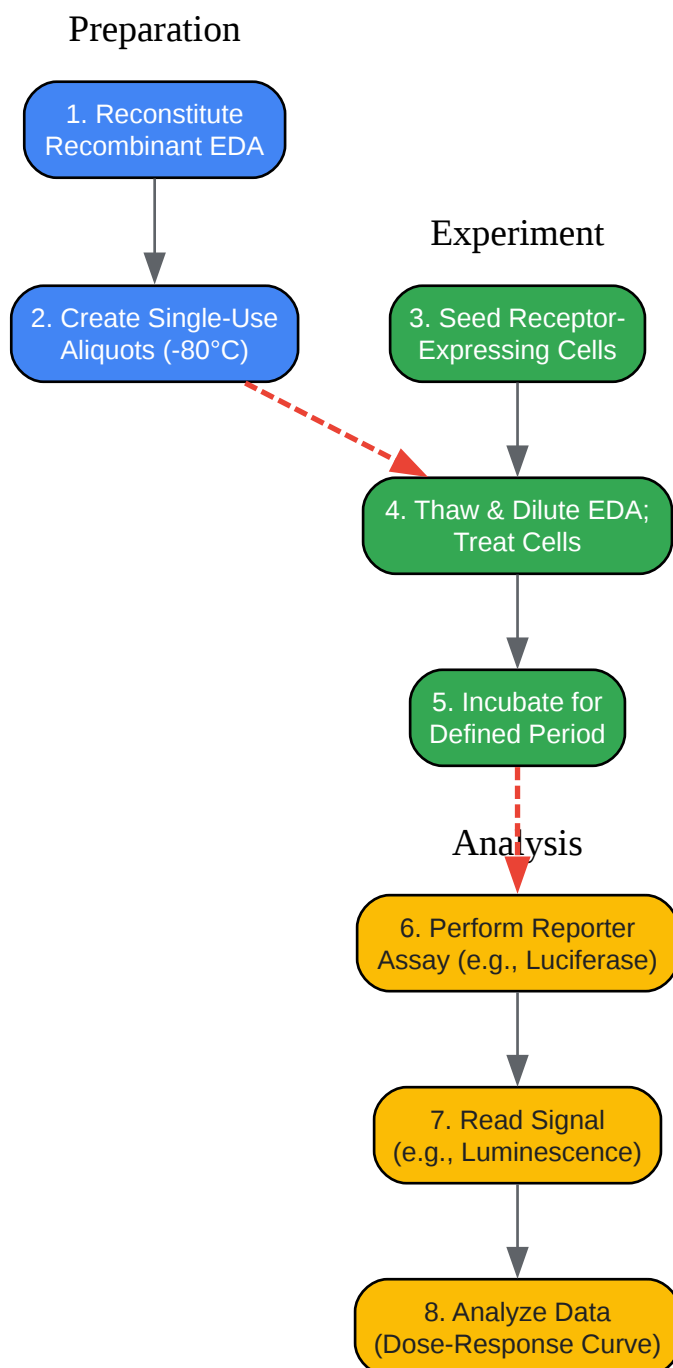 Preparation
1. Reconstitute
Recombinant EDA
2. Create Single-Use
Aliquots (-80°C)
Experiment
3. Seed Receptor-
Expressing Cells
4. Thaw & Dilute EDA;
Treat Cells
5. Incubate for
Defined Period
Analysis
6. Perform Reporter
Assay (e.g., Luciferase)
7. Read Signal
(e.g., Luminescence)
8. Analyze Data
(Dose-Response Curve)